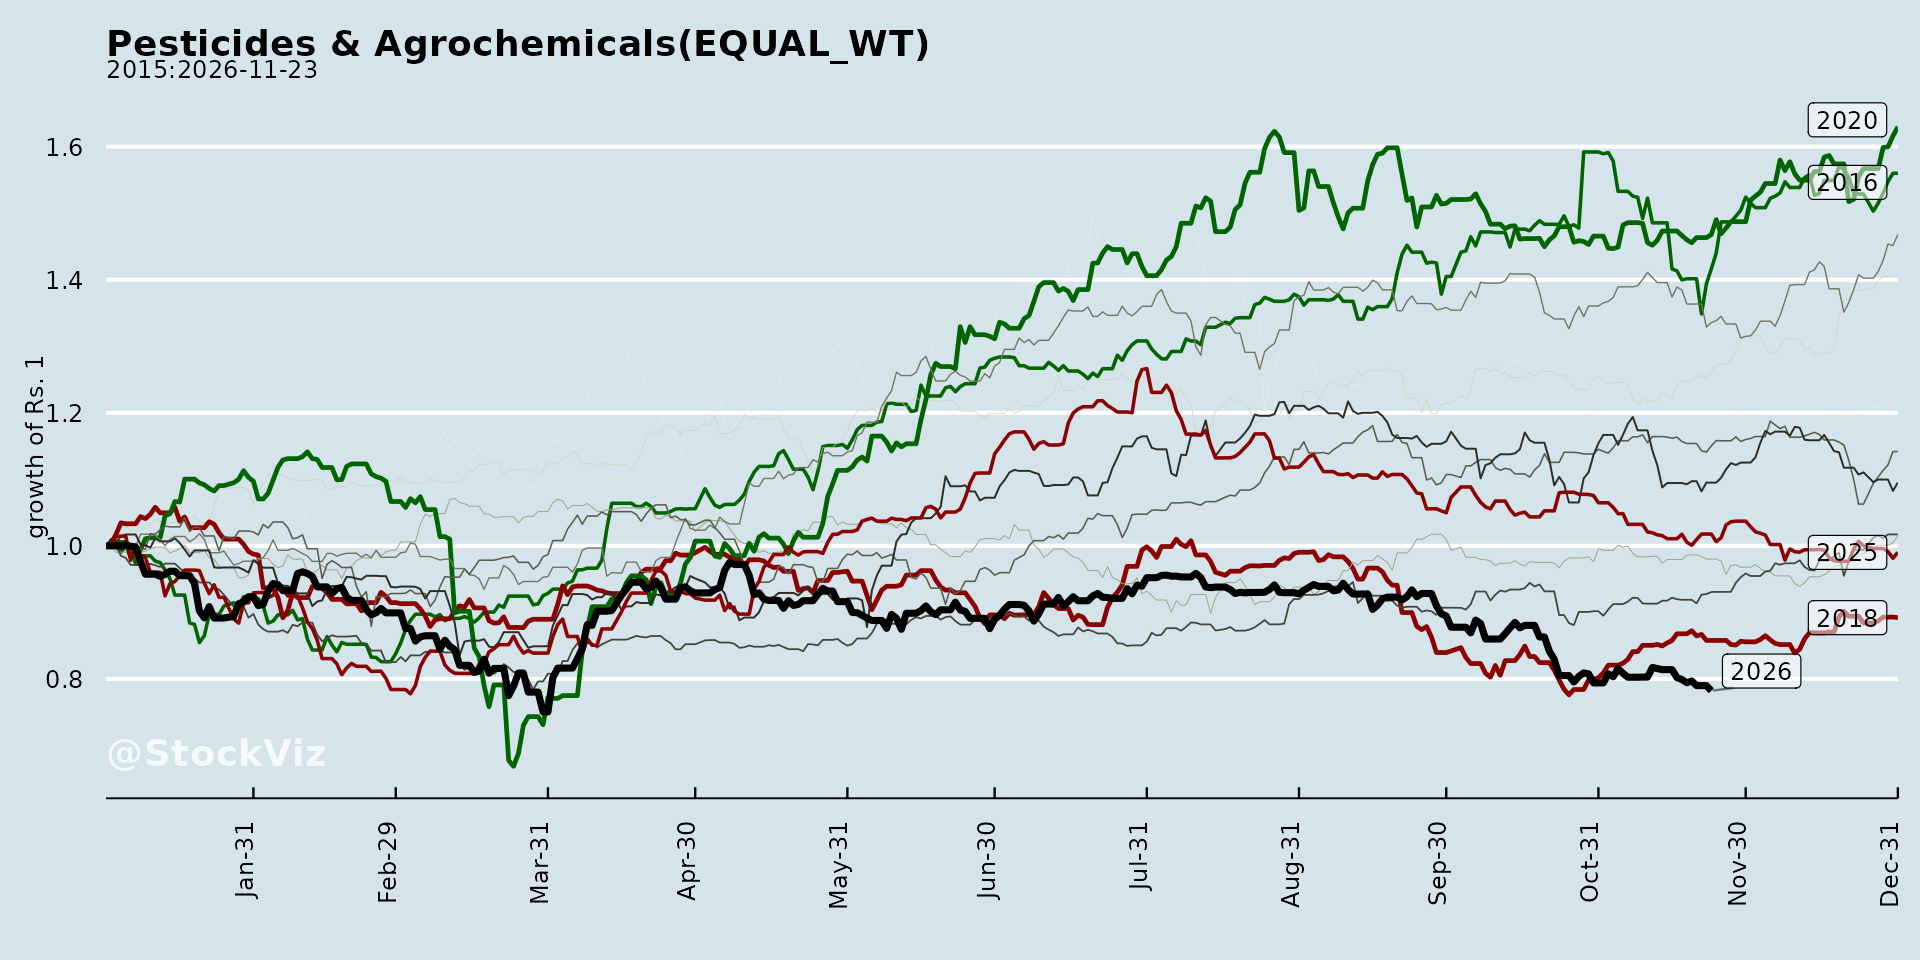 Pesticides & Agrochemicals(EQUAL_WT)
2015:2026-11-23
growth of Rs. 1
1.6
1.4
1.2
1.0
0.8
2020
2016
2025
2018
2026
@StockViz
Jan-31
Feb-29
Mar-31
Apr-30
May-31
Jun-30
Jul-31
Aug-31
Sep-30
Oct-31
Nov-30
Dec-31